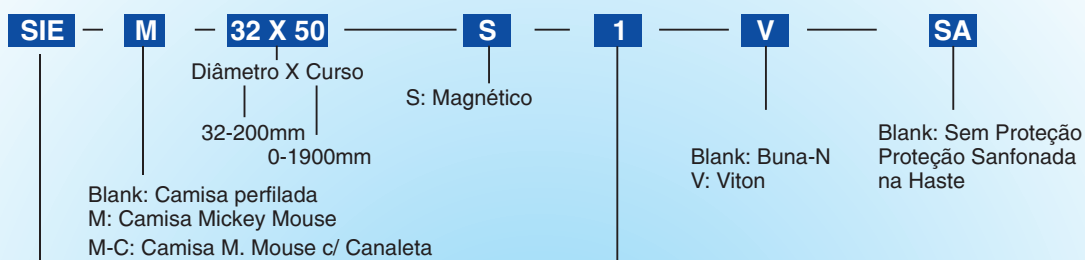 SIE M 32 X 50 S 1 V SA
Diâmetro X Curso
32-200mm
0-1900mm
S: Magnético
Blank: Camisa perfilada
M: Camisa Mickey Mouse
M-C: Camisa M. Mouse c/ Canaleta
Blank: Buna-N
V: Viton
Blank: Sem Proteção
Proteção Sanfonada
na Haste